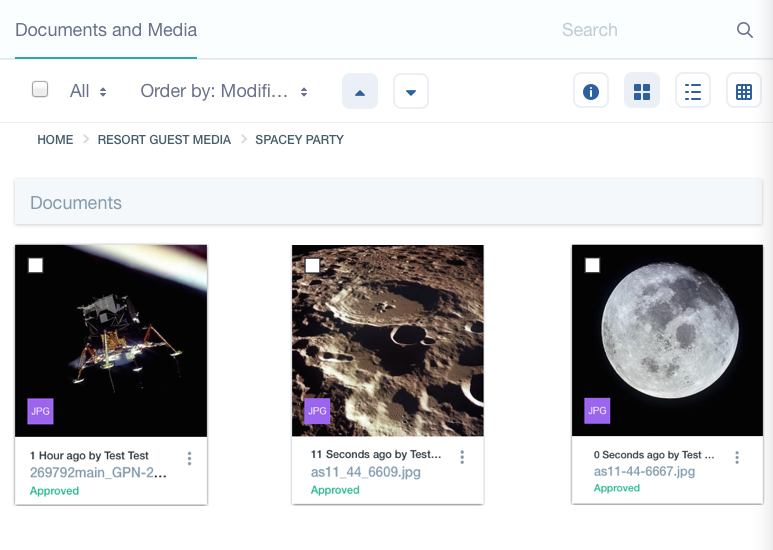 Documents and Media
Search
All
Order by: Modifi...
HOME > RESORT GUEST MEDIA > SPACEY PARTY
Documents
JPG
JPG
JPG
1 Hour ago by Test Test
269792main_GPN-2...
Approved
11 Seconds ago by Test...
as11_44_6609.jpg
Approved
0 Seconds ago by Test ...
as11-44-6667.jpg
Approved